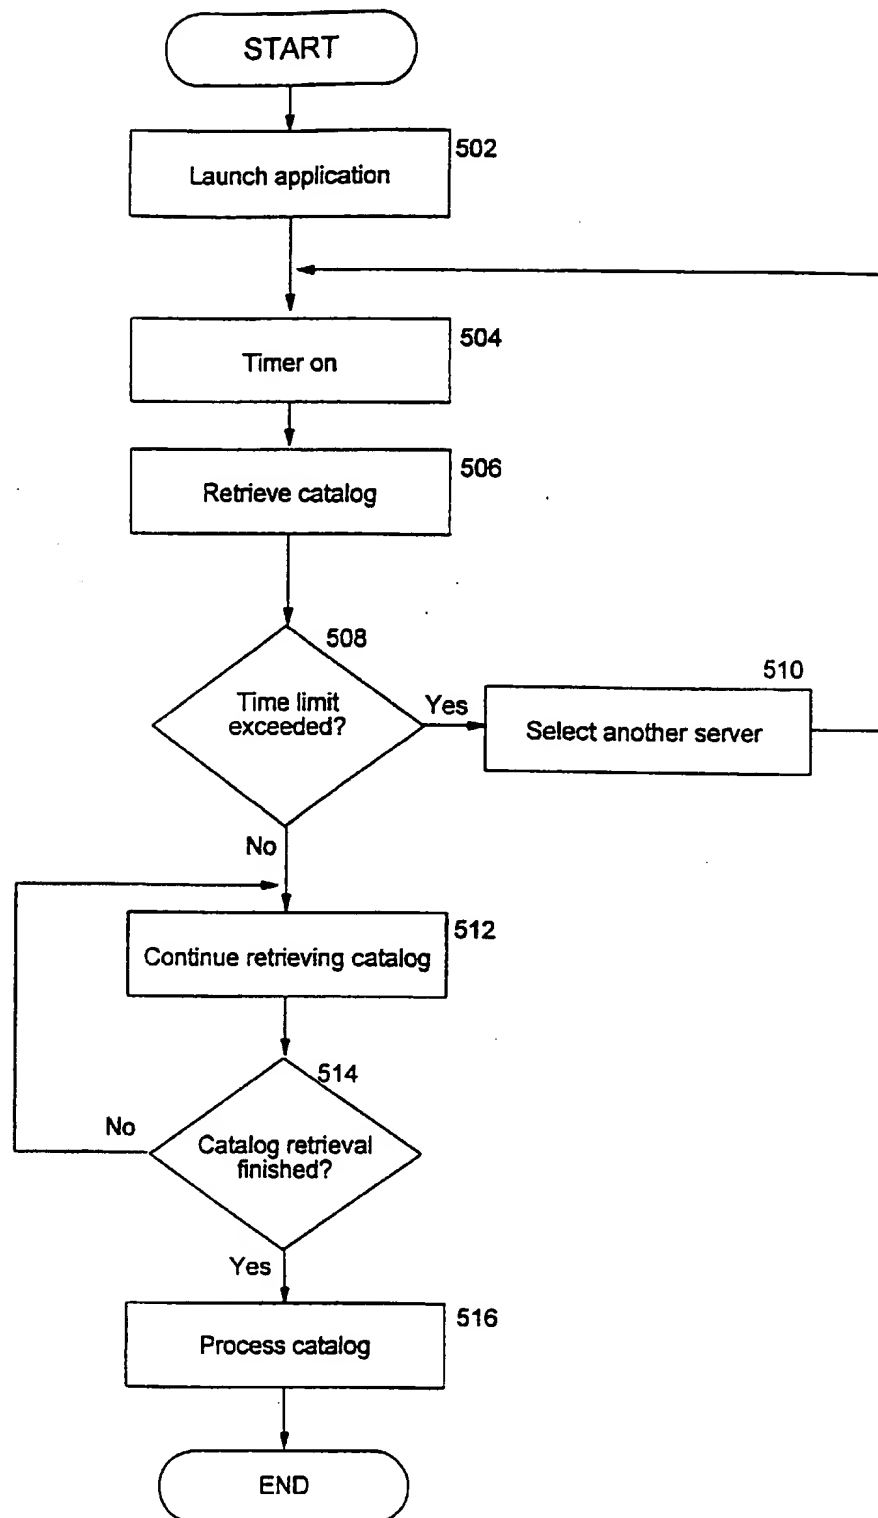 START
502
Launch application
504
Timer on
506
Retrieve catalog
508
Time limit
exceeded?
Yes
510
Select another server
No
512
Continue retrieving catalog
514
No
Catalog retrieval
finished?
Yes
516
Process catalog
END